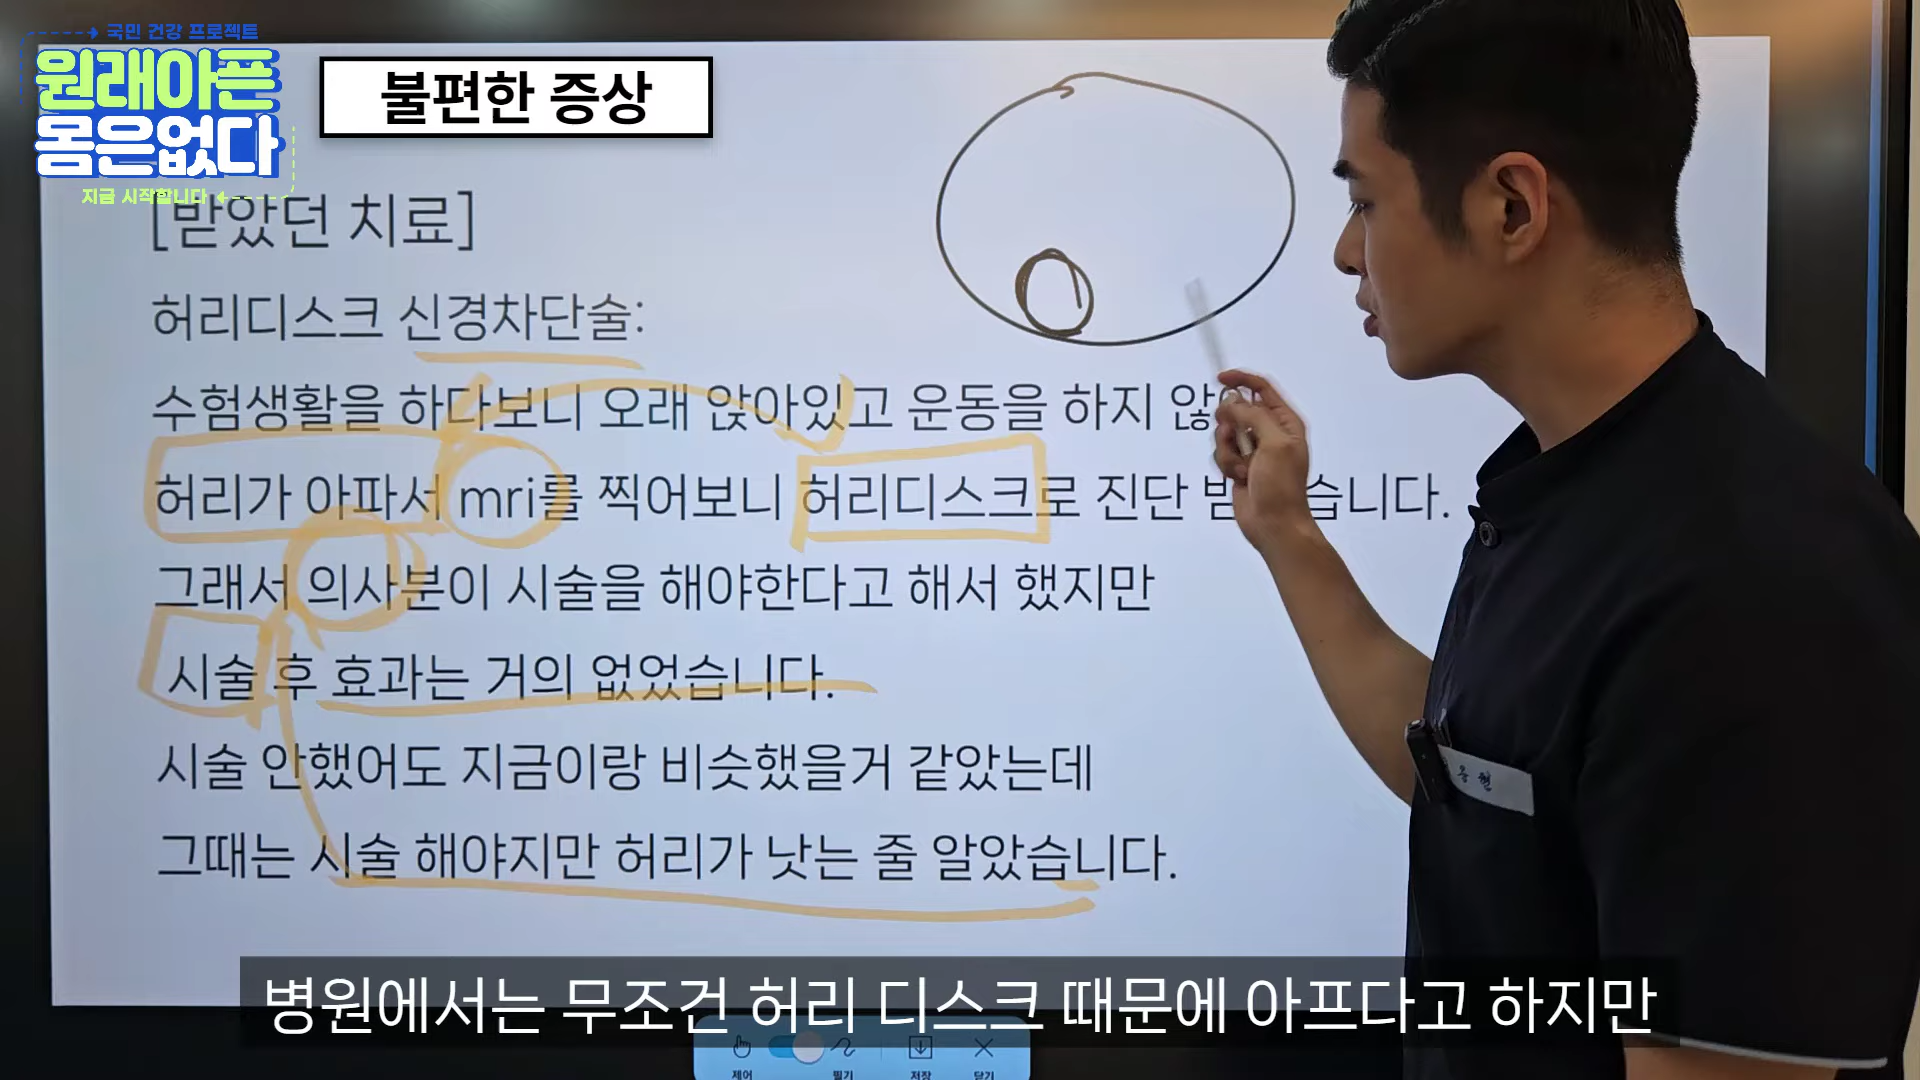 국민 건강 프로젝트
원래아픈
몸은없다
지금 시작합니다
불편한 증상
[받았던 치료]
허리디스크 신경차단술:
수험생활을 하다보니 오래 앉아있고 운동을 하지 않
허리가 아파서 mri를 찍어보니 허리디스크로 진단 받 습니다.
그래서 의사분이 시술을 해야한다고 해서 했지만
시술 후 효과는 거의 없었습니다.
시술 안했어도 지금이랑 비슷했을거 같았는데
그때는 시술 해야지만 허리가 낫는 줄 알았습니다.
웅현
병원에서는 무조건 허리 디스크 때문에 아프다고 하지만
제어 필기 저장 닫기